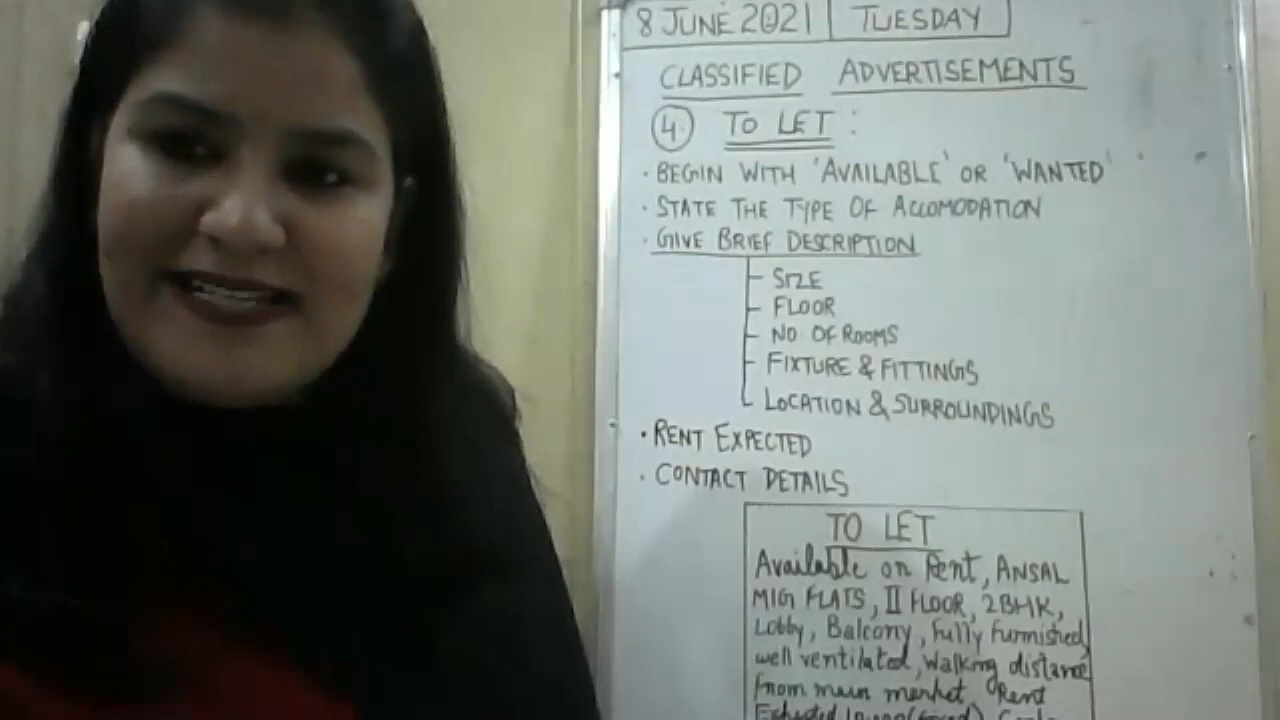 8 JUNE 2021 TUESDAY
CLASSIFIED ADVERTISEMENTS
4. TO LET :
· BEGIN WITH 'AVAILABLE' OR 'WANTED'
· STATE THE TYPE OF ACCOMODATION
· GIVE BRIEF DESCRIPTION
SIZE
FLOOR
NO OF ROOMS
FIXTURE & FITTINGS
LOCATION & SURROUNDINGS
· RENT EXPECTED
· CONTACT DETAILS
TO LET
Available on Rent, ANSAL
MIG FLATS, II FLOOR, 2BHK,
Lobby, Balcony, fully furnished,
well ventilated, walking distance
from main market. Rent
Expected